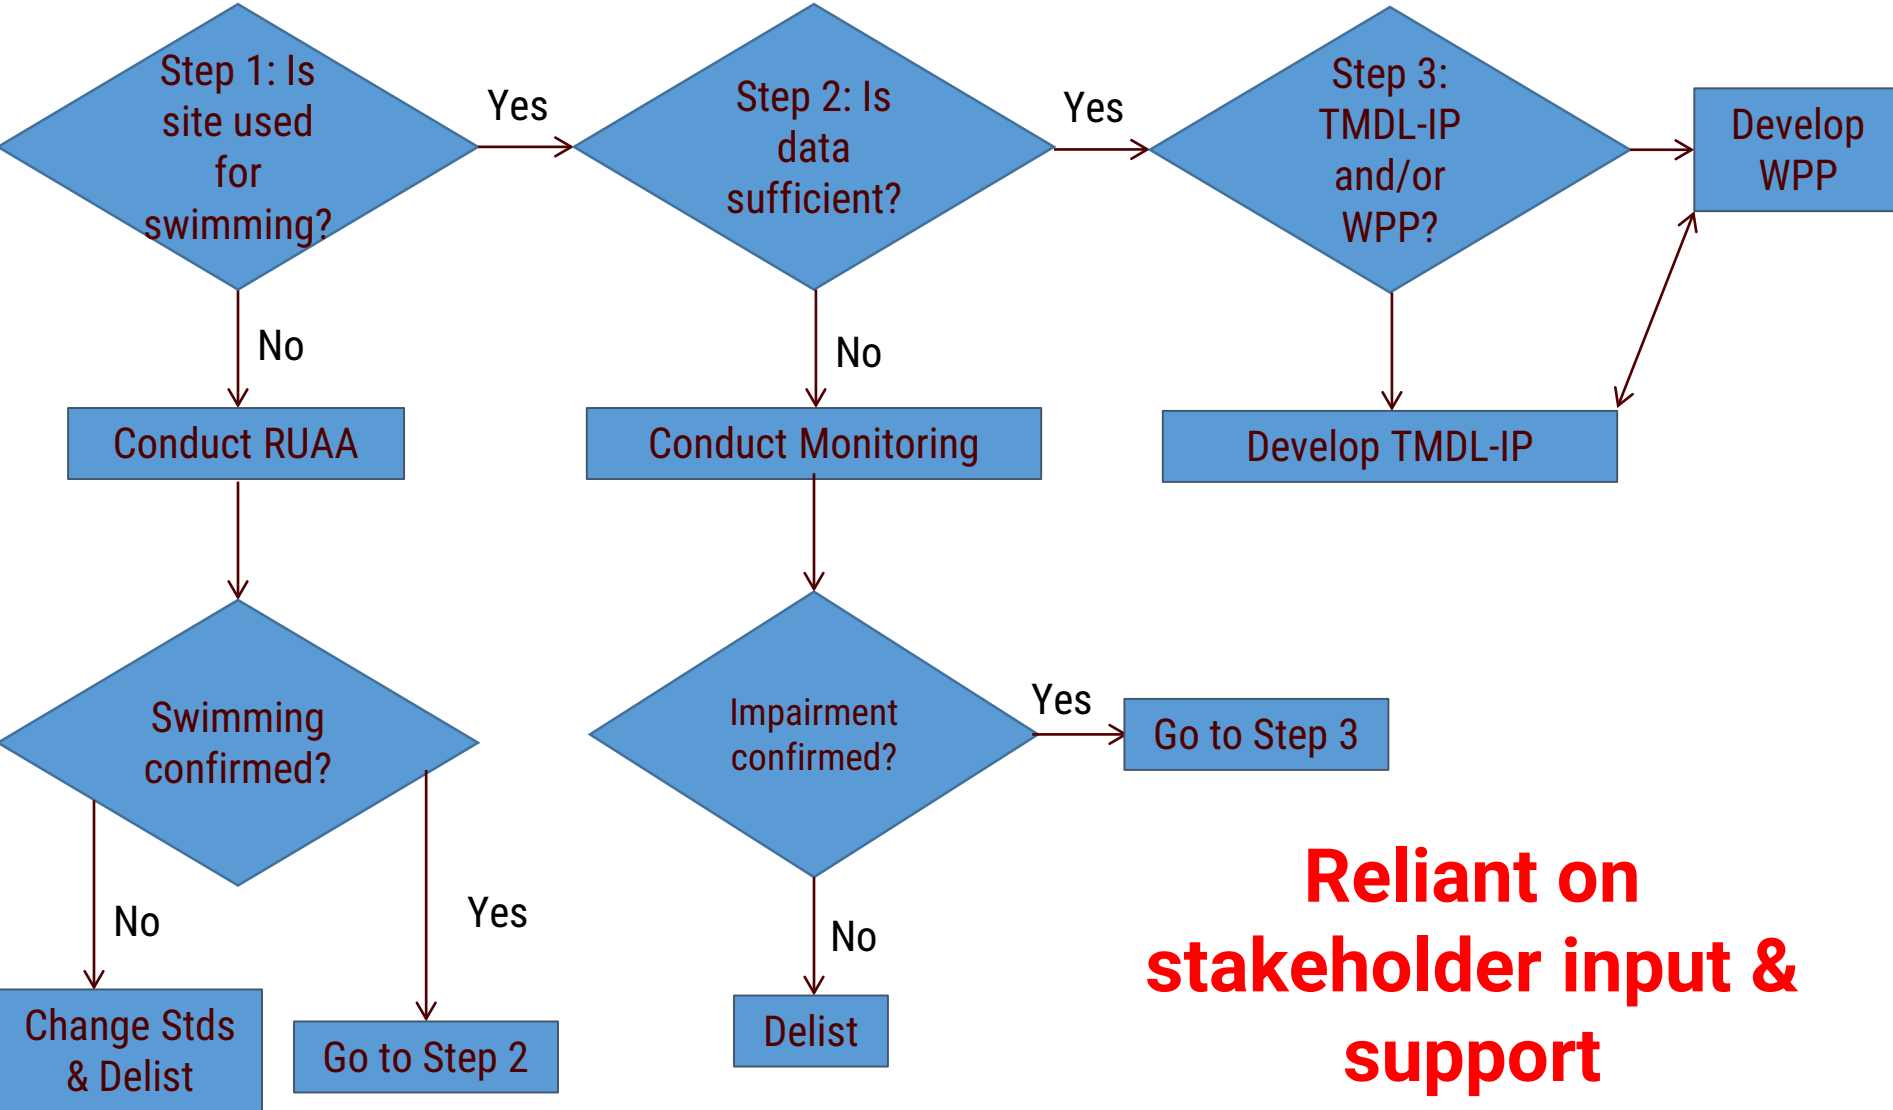 Step 1: Is
site used
for
swimming?
Yes
Step 2: Is
data
sufficient?
Yes
Step 3:
TMDL-IP
and/or
WPP?
Develop
WPP
No
No
Conduct RUAA
Conduct Monitoring
Develop TMDL-IP
Swimming
confirmed?
Impairment
confirmed?
Yes
Go to Step 3
No
Yes
No
Change Stds
& Delist
Go to Step 2
Delist
Reliant on
stakeholder input &
support